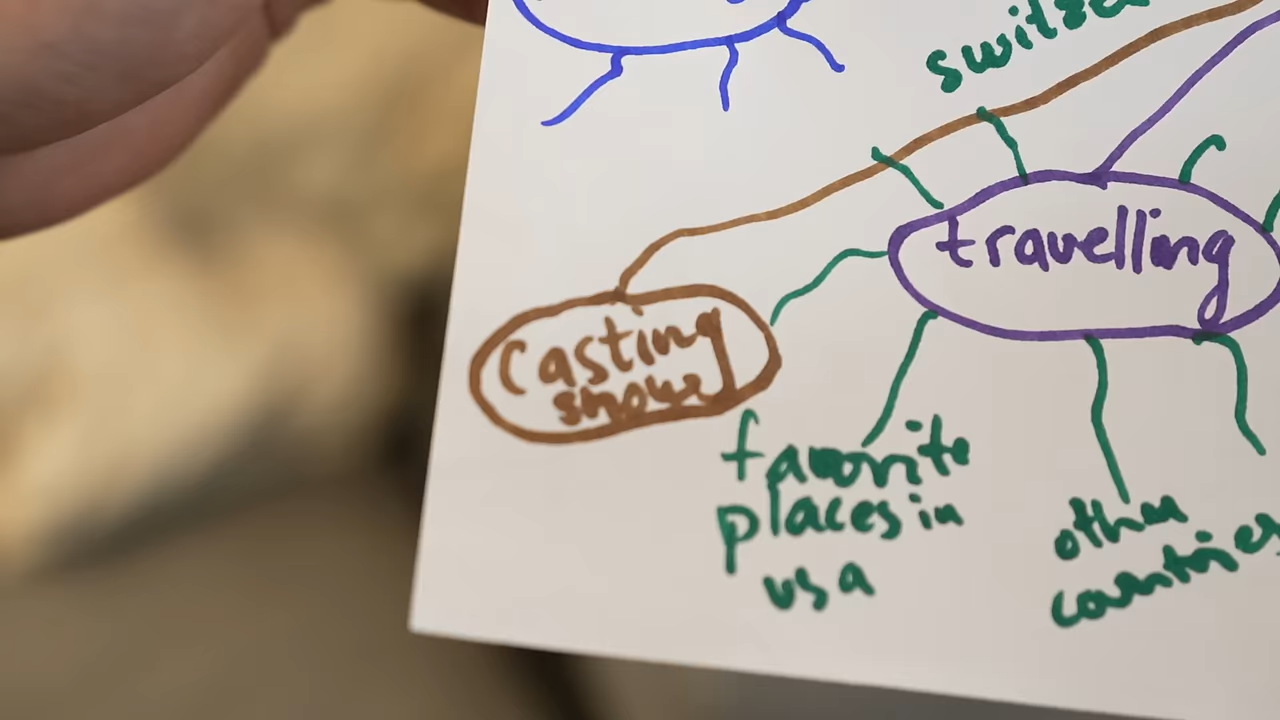 travelling
Casting
shows
favorite
places in
usa
other
countries